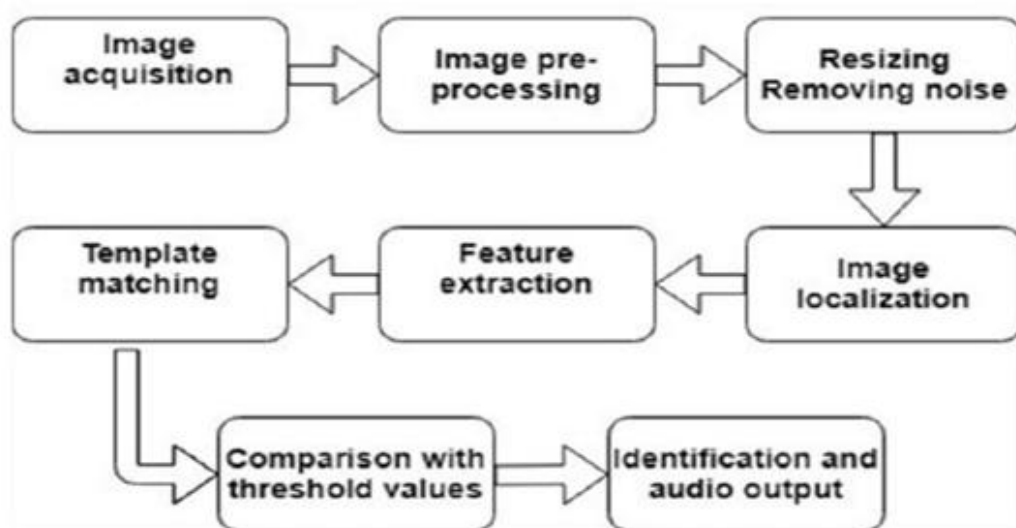 Image
acquisition
Image pre-
processing
Resizing
Removing noise
Image
localization
Feature
extraction
Template
matching
Comparison with
threshold values
Identification and
audio output